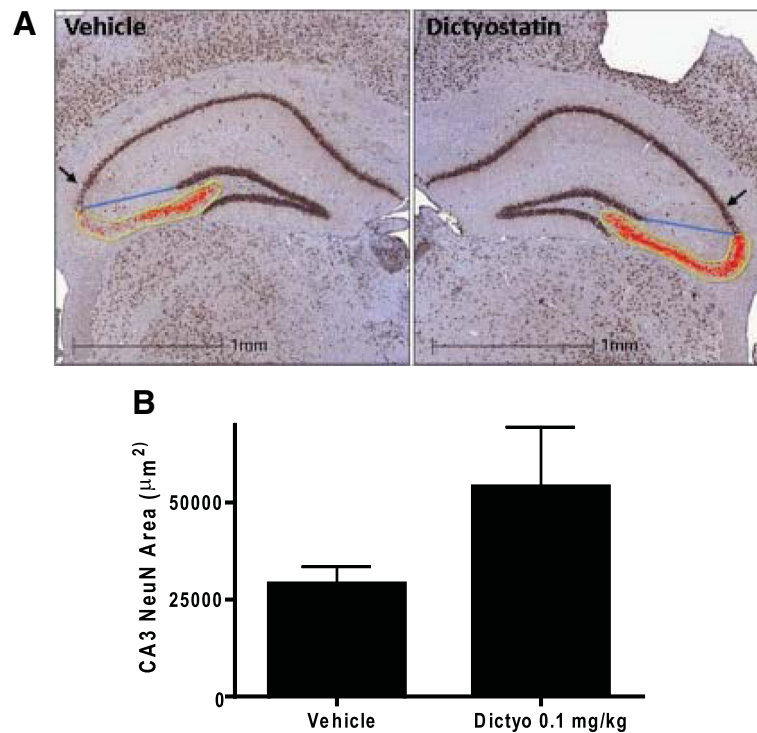 A
Vehicle
Dictyostatin
1mm
1mm
B
CA3 NeuN Area (μm²)
50000
25000
0
Vehicle
Dictyo 0.1 mg/kg